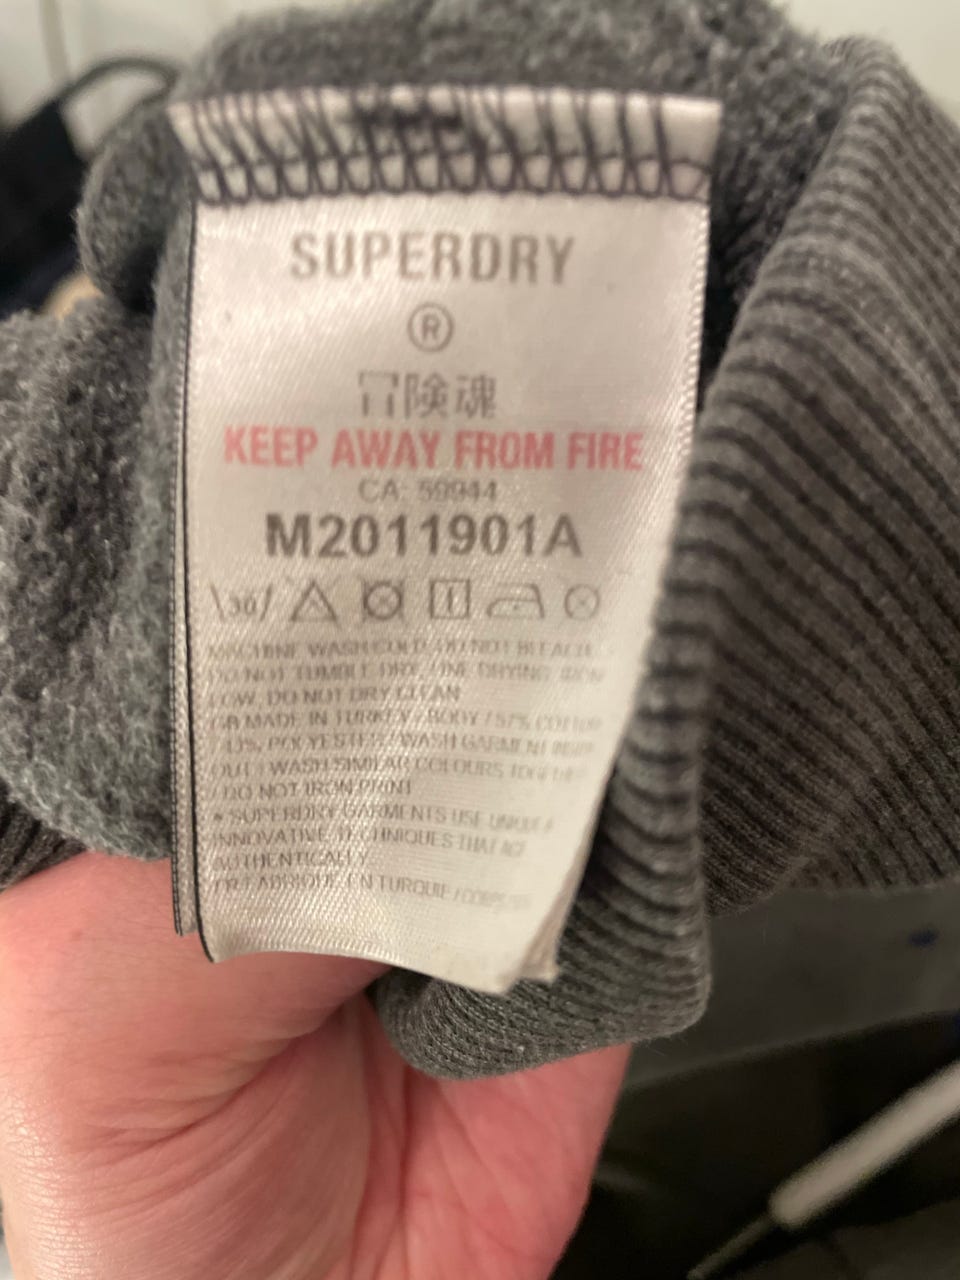 SUPERDRY
®
冒険魂
KEEP AWAY FROM FIRE
CA: 59944
M2011901A
30
MACHINE WASH COLD DO NOT BLEACH
DO NOT TUMBLE DRY / LINE DRYING IRON
LOW DO NOT DRY CLEAN
GB MADE IN TURKEY / BODY / 57% COTTON
/ 43% POLYESTER / WASH GARMENT INSIDE
OUT / WASH SIMILAR COLOURS TOGETHER
/ DO NOT IRON PRINT
* SUPERDRY GARMENTS USE UNIQUE &
INNOVATIVE TECHNIQUES THAT AGE
AUTHENTICALLY
FR FABRIQUE EN TURQUIE / CORPS